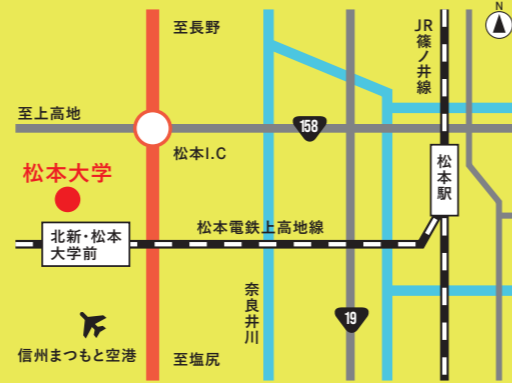 N
至長野
JR篠ノ井線
至上高地
158
松本I.C
松本大学
松本駅
北新・松本
大学前
松本電鉄上高地線
奈良井川
19
信州まつもと空港
至塩尻